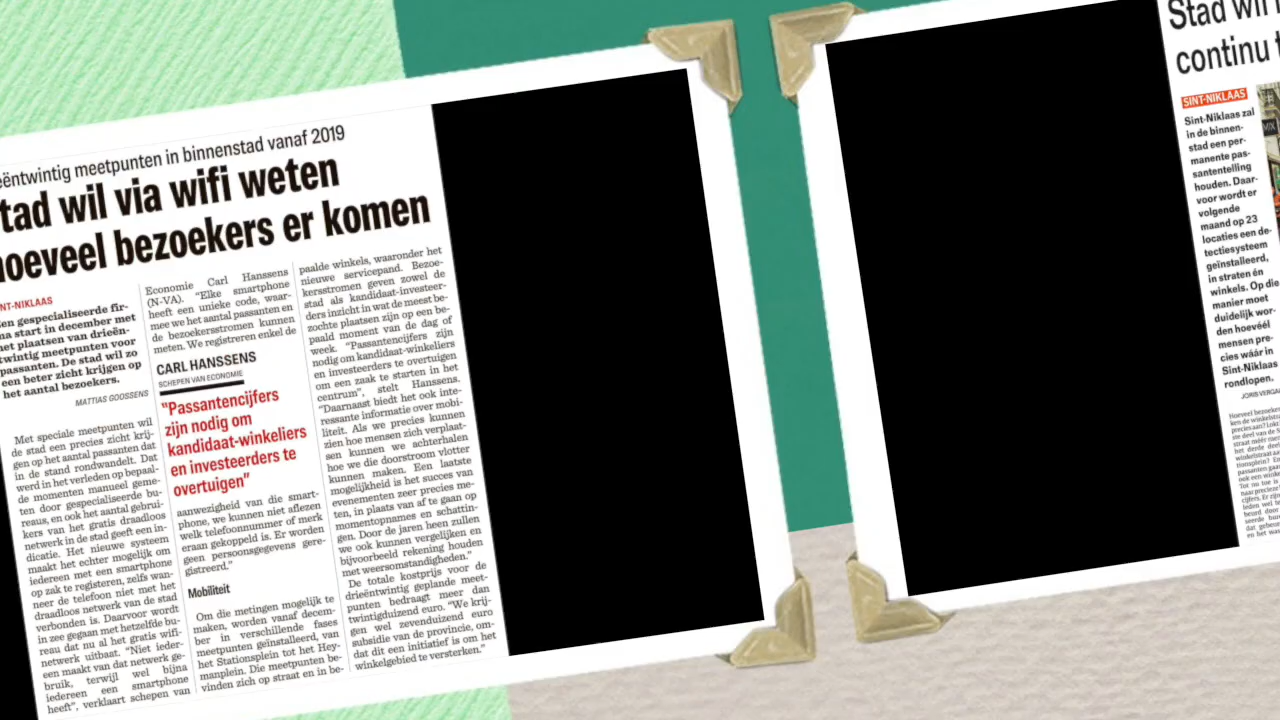 eëntwintig meetpunten in binnenstad vanaf 2019
tad wil via wifi weten
hoeveel bezoekers er komen
NT-NIKLAAS
en gespecialiseerde fir-
ma start in december met
het plaatsen van drieën-
twintig meetpunten voor
passanten. De stad wil zo
een beter zicht krijgen op
het aantal bezoekers.
MATTIAS GOOSSENS
Met speciale meetpunten wil
de stad een precies zicht krij-
gen op het aantal passanten dat
in de stand rondwandelt. Dat
werd in het verleden op bepaal-
de momenten manueel geme-
ten door gespecialiseerde bu-
reaus, en ook het aantal gebrui-
kers van het gratis draadloos
netwerk in de stad geeft een in-
dicatie. Het nieuwe systeem
maakt het echter mogelijk om
iedereen met een smartphone
op zak te registeren, zelfs wan-
neer de telefoon niet met het
draadloos netwerk van de stad
verbonden is. Daarvoor wordt
in zee gegaan met hetzelfde bu-
reau dat nu al het gratis wifi-
netwerk uitbaat. “Niet ieder-
een maakt van dat netwerk ge-
bruik, terwijl wel bijna
iedereen een smartphone
heeft”, verklaart schepen van
Economie Carl Hanssens
(N-VA). “Elke smartphone
heeft een unieke code, waar-
mee we het aantal passanten en
de bezoekersstromen kunnen
meten. We registreren enkel de
CARL HANSSENS
SCHEPEN VAN ECONOMIE
“Passantencijfers
zijn nodig om
kandidaat-winkeliers
en investeerders te
overtuigen”
aanwezigheid van die smart-
phone, we kunnen niet aflezen
welk telefoonnummer of merk
eraan gekoppeld is. Er worden
geen persoonsgegevens gere-
gistreerd.”
Mobiliteit
Om die metingen mogelijk te
maken, worden vanaf decem-
ber in verschillende fases
meetpunten geïnstalleerd, van
het Stationsplein tot het Hey-
manplein. Die meetpunten be-
vinden zich op straat en in be-
paalde winkels, waaronder het
nieuwe servicepand. Bezoe-
kersstromen geven zowel de
stad als kandidaat-investeer-
ders inzicht in wat de meest be-
zochte plaatsen zijn op een be-
paald moment van de dag of
week. “Passantencijfers zijn
nodig om kandidaat-winkeliers
en investeerders te overtuigen
om een zaak te starten in het
centrum”, stelt Hanssens.
“Daarnaast biedt het ook inte-
ressante informatie over mobi-
liteit. Als we precies kunnen
zien hoe mensen zich verplaat-
sen kunnen we achterhalen
hoe we die doorstroom vlotter
kunnen maken. Een laatste
mogelijkheid is het succes van
evenementen zeer precies me-
ten, in plaats van af te gaan op
momentopnames en schattin-
gen. Door de jaren heen zullen
we ook kunnen vergelijken en
bijvoorbeeld rekening houden
met weersomstandigheden.”
De totale kostprijs voor de
drieëntwintig geplande meet-
punten bedraagt meer dan
twintigduizend euro. “We krij-
gen wel zevenduizend euro
subsidie van de provincie, om-
dat dit een initiatief is om het
winkelgebied te versterken.”
Stad wil
continu
SINT-NIKLAAS
Sint-Niklaas zal
in de binnen-
stad een per-
manente pas-
santentelling
houden. Daar-
voor wordt er
volgende
maand op 23
locaties een de-
tectiesysteem
geïnstalleerd,
in straten én
winkels. Op die
manier moet
duidelijk wor-
den hoevéél
mensen pre-
cies wáár in
Sint-Niklaas
rondlopen.
JORIS VERGA